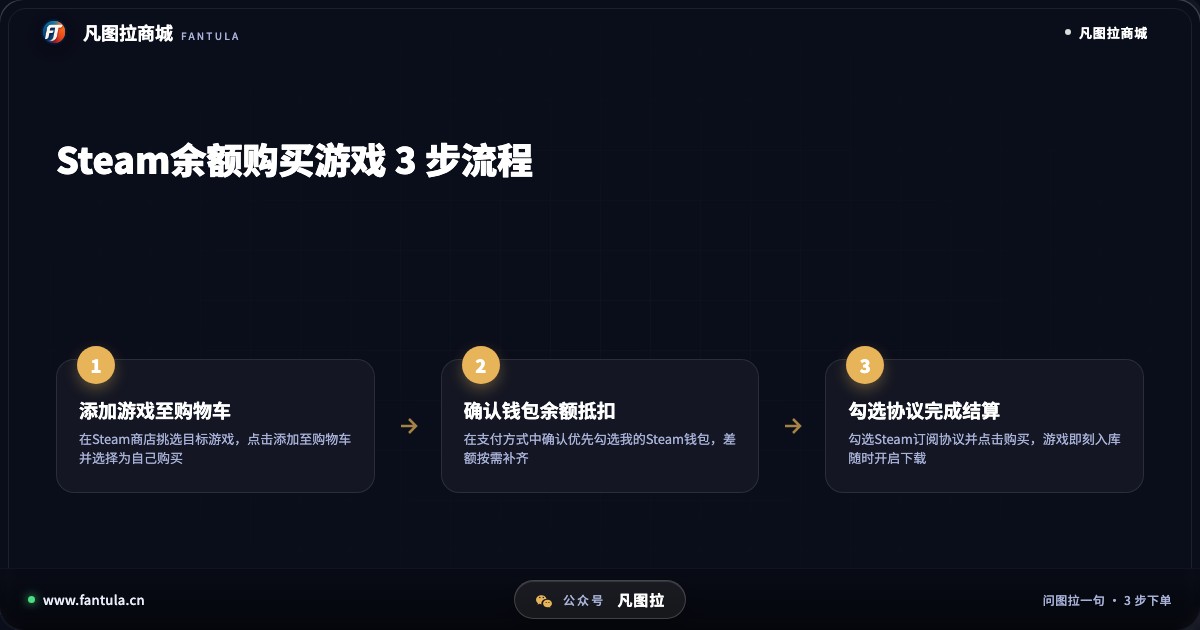 FT 凡图拉商城 FANTULA
凡图拉商城
Steam余额购买游戏 3 步流程
1
添加游戏至购物车
在Steam商店挑选目标游戏，点击添加至购物车
并选择为自己购买
2
确认钱包余额抵扣
在支付方式中确认优先勾选我的Steam钱包，差
额按需补齐
3
勾选协议完成结算
勾选Steam订阅协议并点击购买，游戏即刻入库
随时开启下载
www.fantula.cn
公众号 凡图拉
问图拉一句 · 3 步下单